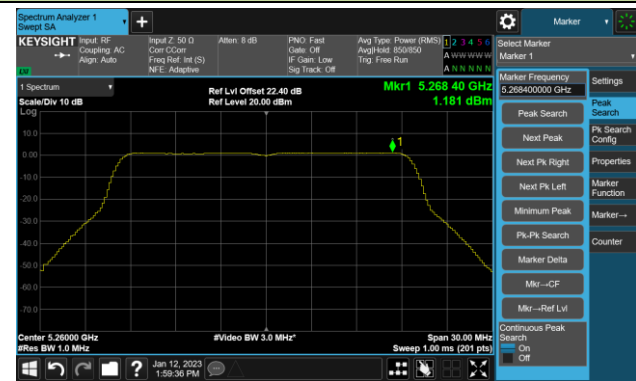 Spectrum Analyzer 1
Swept SA
+
Marker
KEYSIGHT
Input: RF
Coupling: AC
Align: Auto
Input Z: 50 Ω
Corr CCorr
Freq Ref: Int (S)
NFE: Adaptive
Atten: 8 dB
PNO: Fast
Gate: Off
IF Gain: Low
Sig Track: Off
Avg Type: Power (RMS)
Avg|Hold: 850/850
Trig: Free Run
1 2 3 4 5 6
A W W W W W
A N N N N N
Select Marker
Marker 1
1 Spectrum
Scale/Div 10 dB
Log
Ref Lvl Offset 22.40 dB
Ref Level 20.00 dBm
Mkr1 5.268 40 GHz
1.181 dBm
10.0
0.00
-10.0
-20.0
-30.0
-40.0
-50.0
-60.0
-70.0
1
Center 5.26000 GHz
#Res BW 1.0 MHz
#Video BW 3.0 MHz*
Span 30.00 MHz
Sweep 1.00 ms (201 pts)
Marker Frequency
5.268400000 GHz
Peak Search
Next Peak
Next Pk Right
Next Pk Left
Minimum Peak
Pk-Pk Search
Marker Delta
Mkr→CF
Mkr→Ref Lvl
Continuous Peak
Search
On
Off
Settings
Peak
Search
Pk Search
Config
Properties
Marker
Function
Marker→
Counter
?
Jan 12, 2023
1:59:36 PM